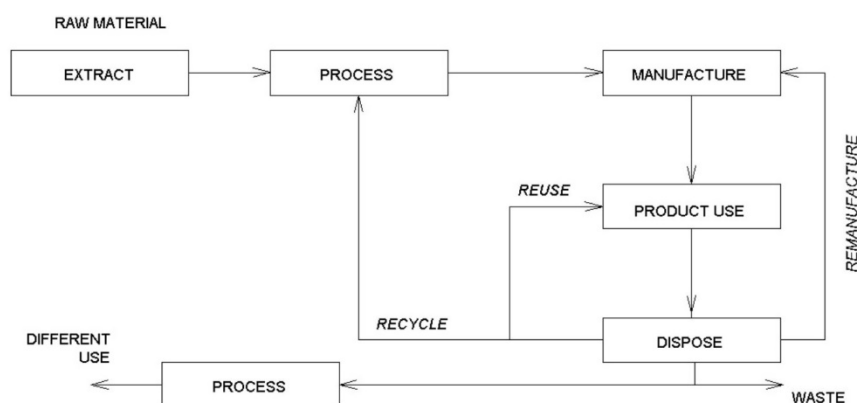 RAW MATERIAL
EXTRACT
PROCESS
MANUFACTURE
REUSE
PRODUCT USE
REMANUFACTURE
RECYCLE
DISPOSE
DIFFERENT
USE
PROCESS
WASTE